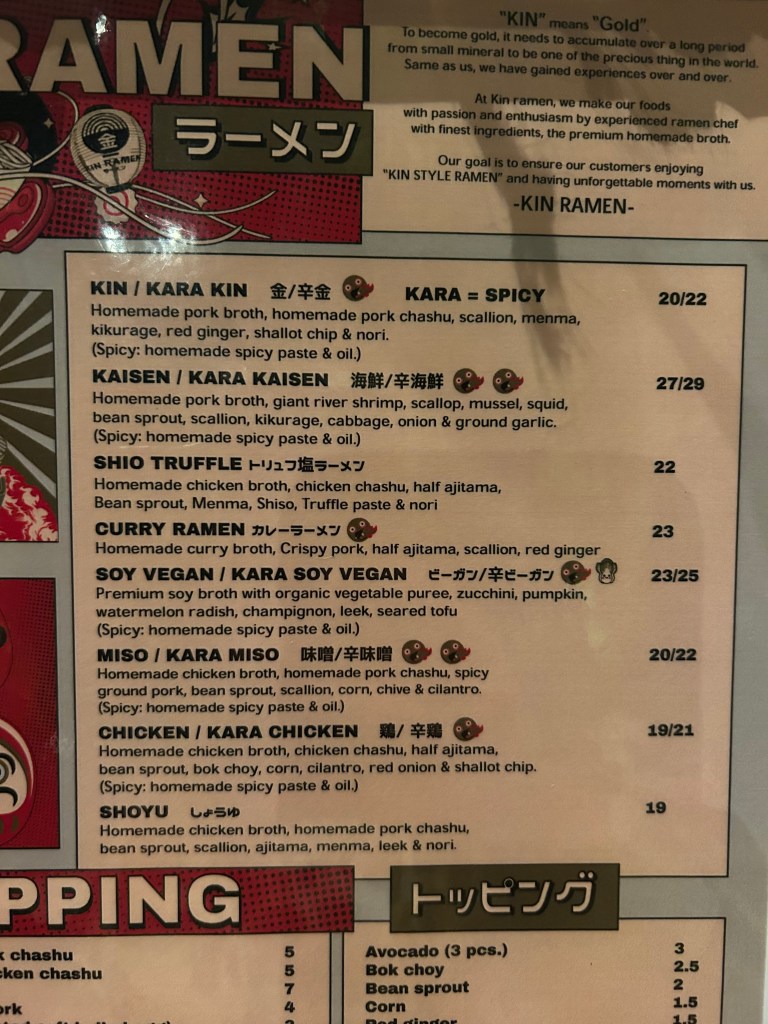 RAMEN
ラーメン
金
KIN RAMEN
"KIN" means "Gold".
To become gold, it needs to accumulate over a long period
from small mineral to be one of the precious thing in the world.
Same as us, we have gained experiences over and over.
At Kin ramen, we make our foods
with passion and enthusiasm by experienced ramen chef
with finest ingredients, the premium homemade broth.
Our goal is to ensure our customers enjoying
"KIN STYLE RAMEN" and having unforgettable moments with us.
-KIN RAMEN-
KIN / KARA KIN 金/辛金 KARA = SPICY 20/22
Homemade pork broth, homemade pork chashu, scallion, menma,
kikurage, red ginger, shallot chip & nori.
(Spicy: homemade spicy paste & oil.)
KAISEN / KARA KAISEN 海鮮/辛海鮮 27/29
Homemade pork broth, giant river shrimp, scallop, mussel, squid,
bean sprout, scallion, kikurage, cabbage, onion & ground garlic.
(Spicy: homemade spicy paste & oil.)
SHIO TRUFFLE トリュフ塩ラーメン 22
Homemade chicken broth, chicken chashu, half ajitama,
Bean sprout, Menma, Shiso, Truffle paste & nori
CURRY RAMEN カレーラーメン 23
Homemade curry broth, Crispy pork, half ajitama, scallion, red ginger
SOY VEGAN / KARA SOY VEGAN ビーガン/辛ビーガン 23/25
Premium soy broth with organic vegetable puree, zucchini, pumpkin,
watermelon radish, champignon, leek, seared tofu
(Spicy: homemade spicy paste & oil.)
MISO / KARA MISO 味噌/辛味噌 20/22
Homemade chicken broth, homemade pork chashu, spicy
ground pork, bean sprout, scallion, corn, chive & cilantro.
(Spicy: homemade spicy paste & oil.)
CHICKEN / KARA CHICKEN 鶏/ 辛鶏 19/21
Homemade chicken broth, chicken chashu, half ajitama,
bean sprout, bok choy, corn, cilantro, red onion & shallot chip.
(Spicy: homemade spicy paste & oil.)
SHOYU しょうゆ 19
Homemade chicken broth, homemade pork chashu,
bean sprout, scallion, ajitama, menma, leek & nori.
PPING
トッピング
k chashu 5
cken chashu 5
7
ork 4
Avocado (3 pcs.) 3
Bok choy 2.5
Bean sprout 2
Corn 1.5
Red ginger 1.5